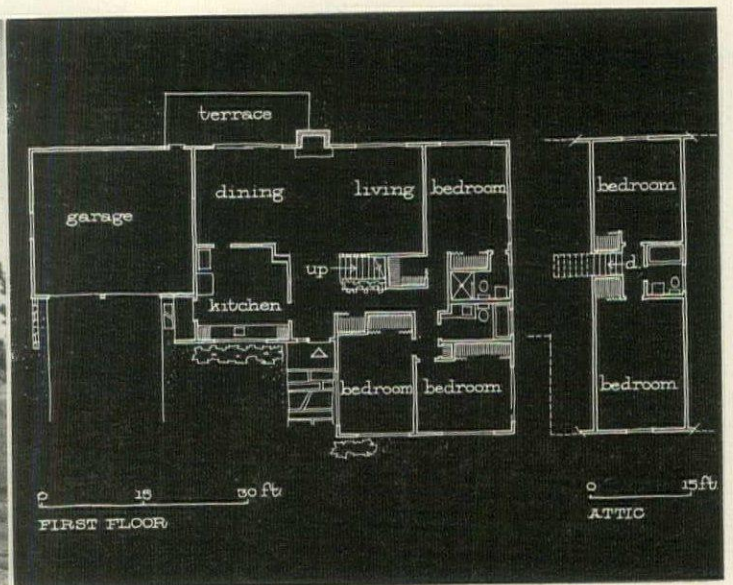 terrace
dining
living
bedroom
garage
up
kitchen
bedroom
bedroom
0 15 30 ft.
FIRST FLOOR
bedroom
d.
bedroom
0 15 ft.
ATTIC